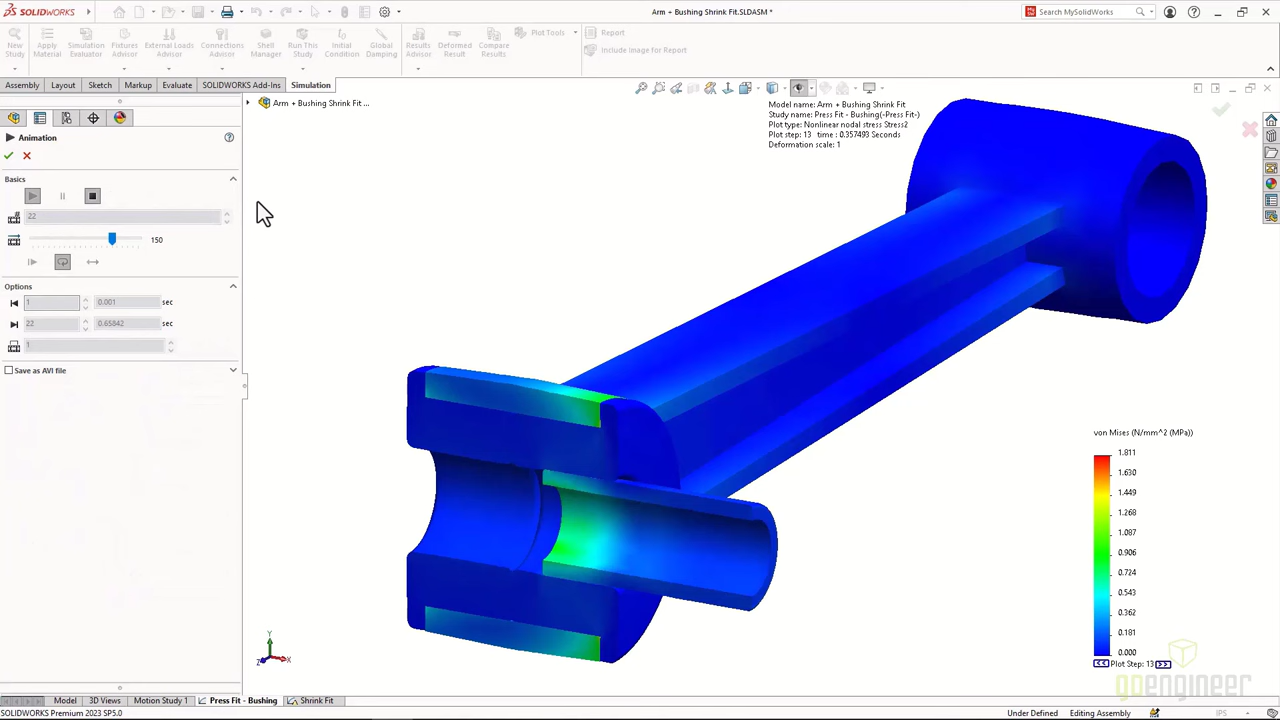 SOLIDWORKS
Arm + Bushing Shrink Fit.SLDASM *
Search MySolidWorks
New Study
Apply Material
Simulation Evaluator
Fixtures Advisor
External Loads Advisor
Connections Advisor
Shell Manager
Run This Study
Initial Condition
Global Damping
Results Advisor
Deformed Result
Compare Results
Plot Tools
Report
Include Image for Report
Assembly Layout Sketch Markup Evaluate SOLIDWORKS Add-Ins Simulation
Arm + Bushing Shrink Fit ...
Model name: Arm + Bushing Shrink Fit
Study name: Press Fit - Bushing(-Press Fit-)
Plot type: Nonlinear nodal stress Stress2
Plot step: 13 time : 0.357493 Seconds
Deformation scale: 1
Animation
Basics
22
150
Options
1 0.001 sec
22 0.65842 sec
1
Save as AVI file
von Mises (N/mm^2 (MPa))
1.811
1.630
1.449
1.268
1.087
0.906
0.724
0.543
0.362
0.181
0.000
<< Plot Step: 13 >>
Y
Z X
goengineer
Model 3D Views Motion Study 1 Press Fit - Bushing Shrink Fit
SOLIDWORKS Premium 2023 SP5.0
Under Defined Editing Assembly IPS